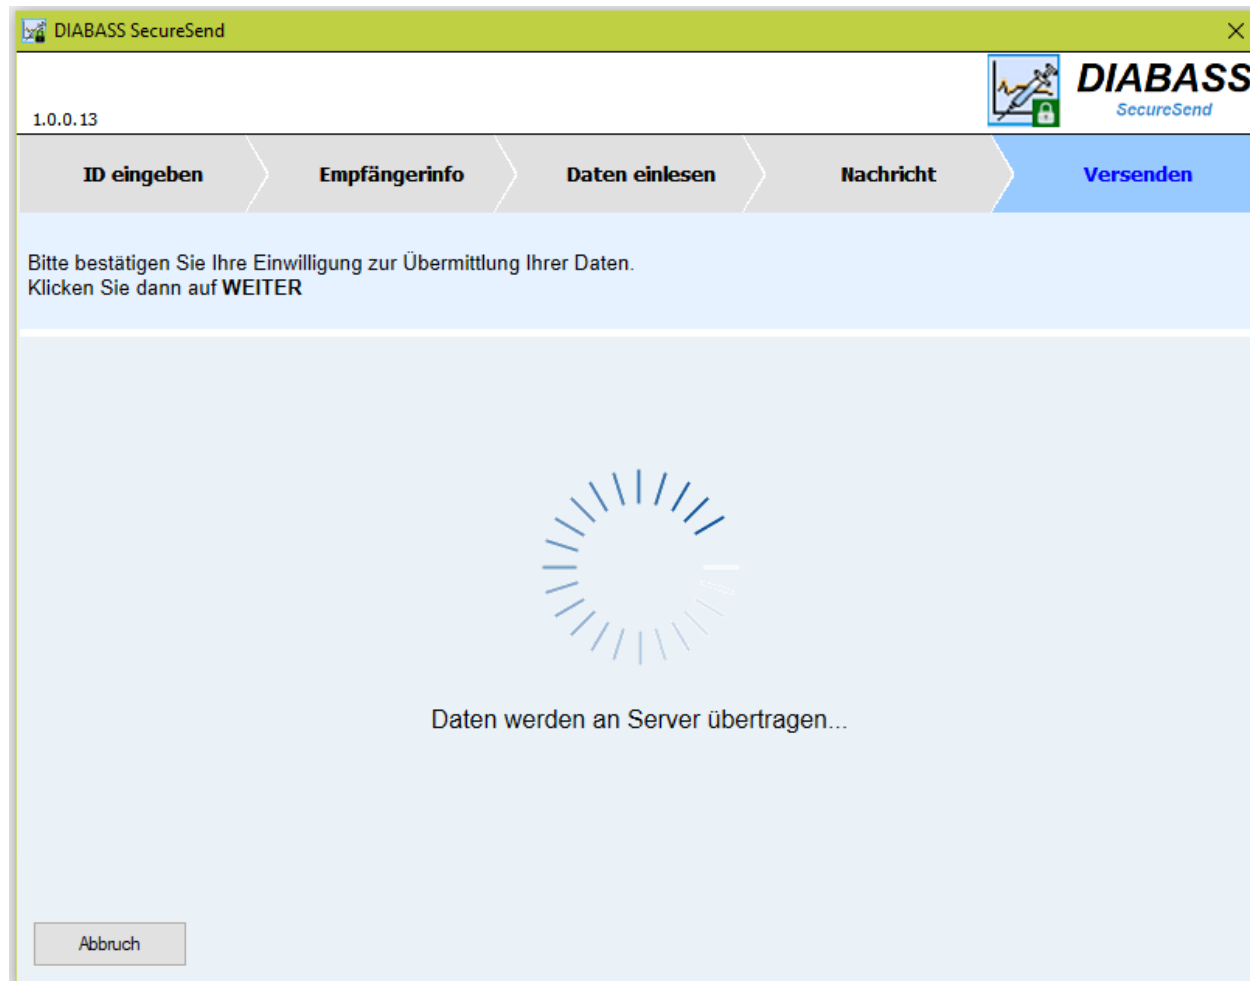 DIABASS SecureSend
DIABASS
SecureSend
1.0.0.13
ID eingeben
Empfängerinfo
Daten einlesen
Nachricht
Versenden
Bitte bestätigen Sie Ihre Einwilligung zur Übermittlung Ihrer Daten.
Klicken Sie dann auf WEITER
Daten werden an Server übertragen...
Abbruch